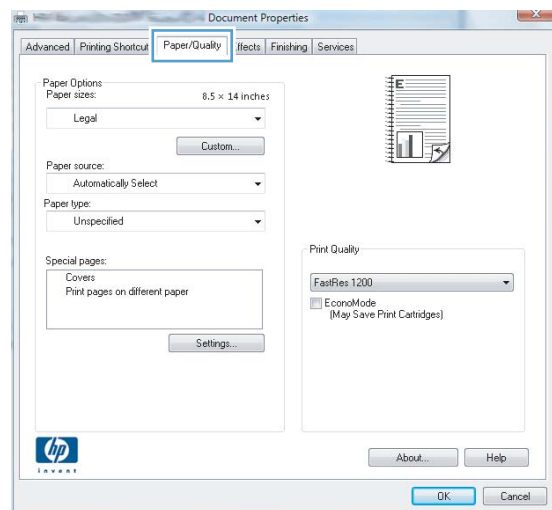 Document Properties
Advanced
Printing Shortcut
Paper/Quality
ffects
Finishing
Services
Paper Options
Paper sizes:
8.5 × 14 inches
Legal
Custom...
Paper source:
Automatically Select
Paper type:
Unspecified
Special pages:
Covers
Print pages on different paper
Settings...
E
Print Quality
FastRes 1200
EconoMode
(May Save Print Cartridges)
hp
invent
About...
Help
OK
Cancel